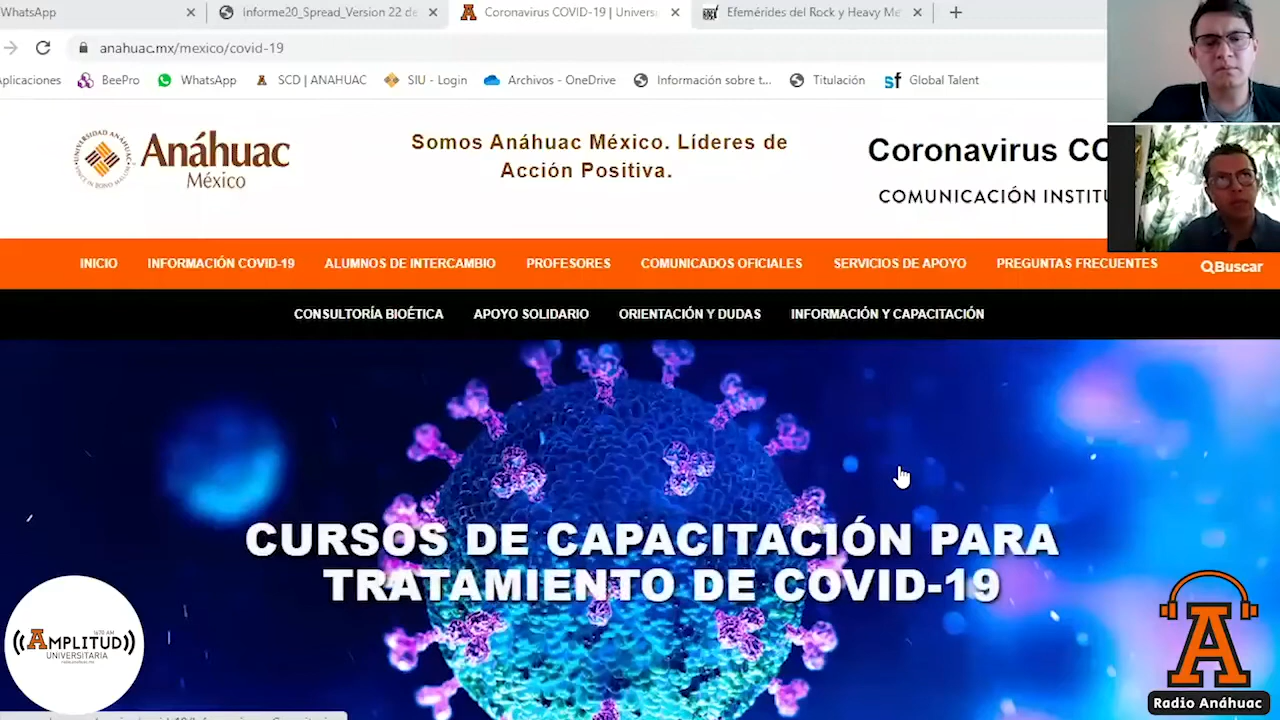 WhatsApp
informe20_Spread_Version 22 de
Coronavirus COVID-19 | Univers
Efemérides del Rock y Heavy Me
anahuac.mx/mexico/covid-19
plicaciones
BeePro
WhatsApp
SCD | ANAHUAC
SIU - Login
Archivos - OneDrive
Información sobre t...
Titulación
sf Global Talent
Anáhuac
México
Somos Anáhuac México. Líderes de
Acción Positiva.
Coronavirus CO
COMUNICACIÓN INSTITU
INICIO
INFORMACIÓN COVID-19
ALUMNOS DE INTERCAMBIO
PROFESORES
COMUNICADOS OFICIALES
SERVICIOS DE APOYO
PREGUNTAS FRECUENTES
Buscar
CONSULTORÍA BIOÉTICA
APOYO SOLIDARIO
ORIENTACIÓN Y DUDAS
INFORMACIÓN Y CAPACITACIÓN
CURSOS DE CAPACITACIÓN PARA
TRATAMIENTO DE COVID-19
1670 AM
AMPLITUD
UNIVERSITARIA
A
Radio Anáhuac